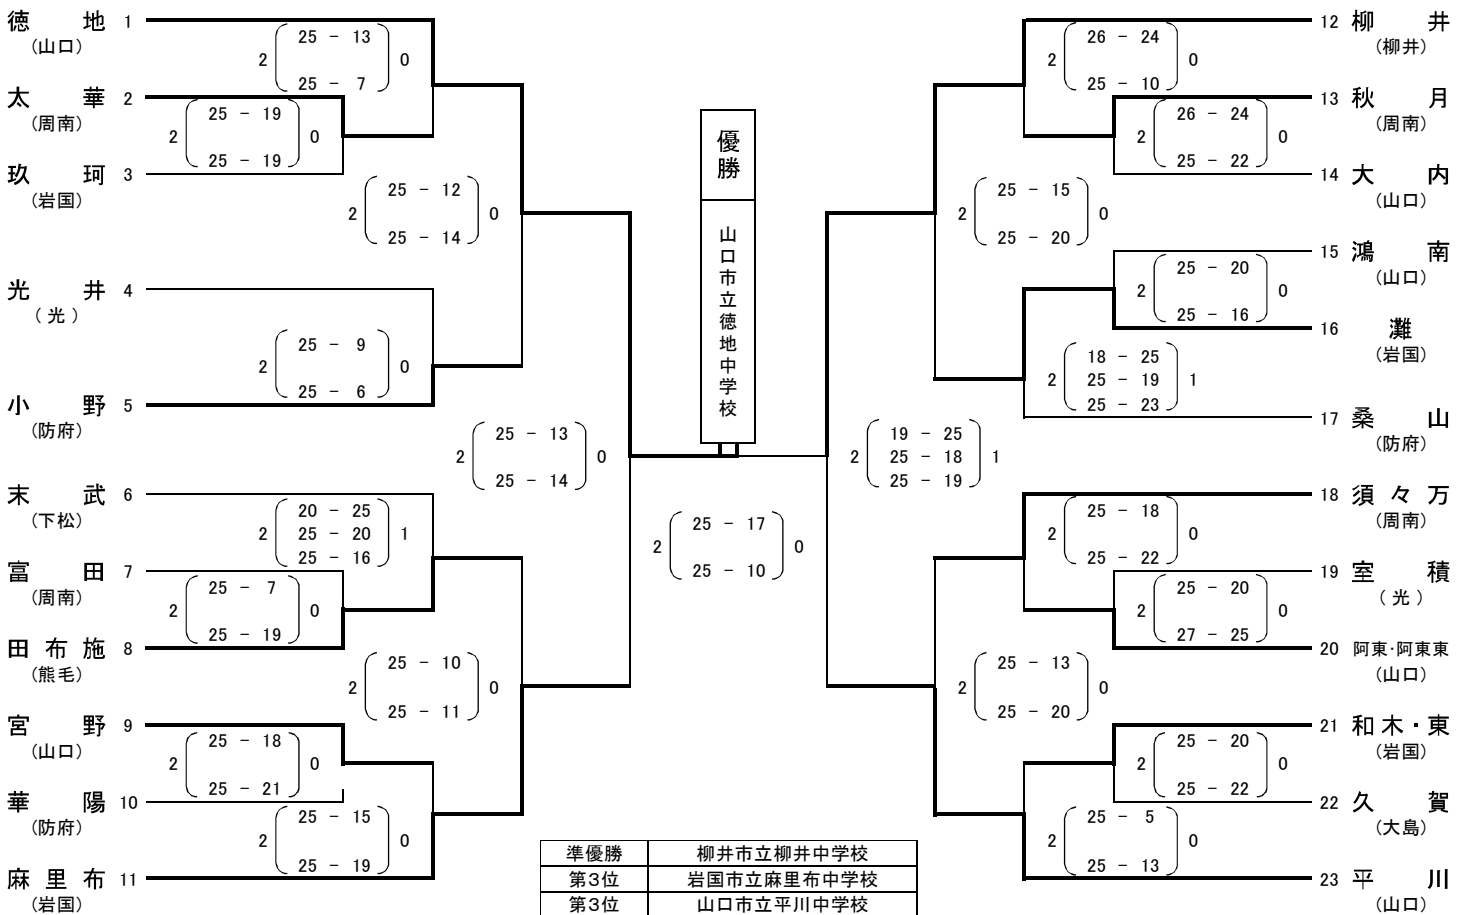 徳地 1
(山口)
2 25 - 13 0
25 - 7
太華 2
(周南)
2 25 - 19 0
25 - 19
玖珂 3
(岩国)
2 25 - 12 0
25 - 14
光井 4
(光)
2 25 - 9 0
25 - 6
小野 5
(防府)
2 25 - 13 0
25 - 14
末武 6
(下松)
2 20 - 25 1
25 - 20
25 - 16
富田 7
(周南)
2 25 - 7 0
25 - 19
田布施 8
(熊毛)
2 25 - 10 0
25 - 11
宮野 9
(山口)
2 25 - 18 0
25 - 21
華陽 10
(防府)
2 25 - 15 0
25 - 19
麻里布 11
(岩国)
優勝
山口市立徳地中学校
2 25 - 17 0
25 - 10
12 柳井
(柳井)
2 26 - 24 0
25 - 10
13 秋月
(周南)
2 26 - 24 0
25 - 22
14 大内
(山口)
2 25 - 15 0
25 - 20
15 鴻南
(山口)
2 25 - 20 0
25 - 16
16 灘
(岩国)
2 18 - 25 1
25 - 19
25 - 23
17 桑山
(防府)
2 19 - 25 1
25 - 18
25 - 19
18 須々万
(周南)
2 25 - 18 0
25 - 22
19 室積
(光)
2 25 - 20 0
27 - 25
20 阿東・阿東東
(山口)
2 25 - 13 0
25 - 20
21 和木・東
(岩国)
2 25 - 20 0
25 - 22
22 久賀
(大島)
2 25 - 5 0
25 - 13
23 平川
(山口)
準優勝 柳井市立柳井中学校
第3位 岩国市立麻里布中学校
第3位 山口市立平川中学校